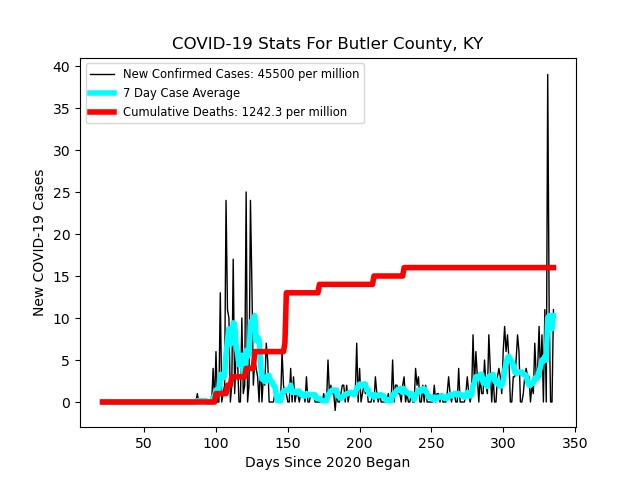 COVID-19 Stats For Butler County, KY
New Confirmed Cases: 45500 per million
7 Day Case Average
Cumulative Deaths: 1242.3 per million
New COVID-19 Cases
40
35
30
25
20
15
10
5
0
50 100 150 200 250 300 350
Days Since 2020 Began